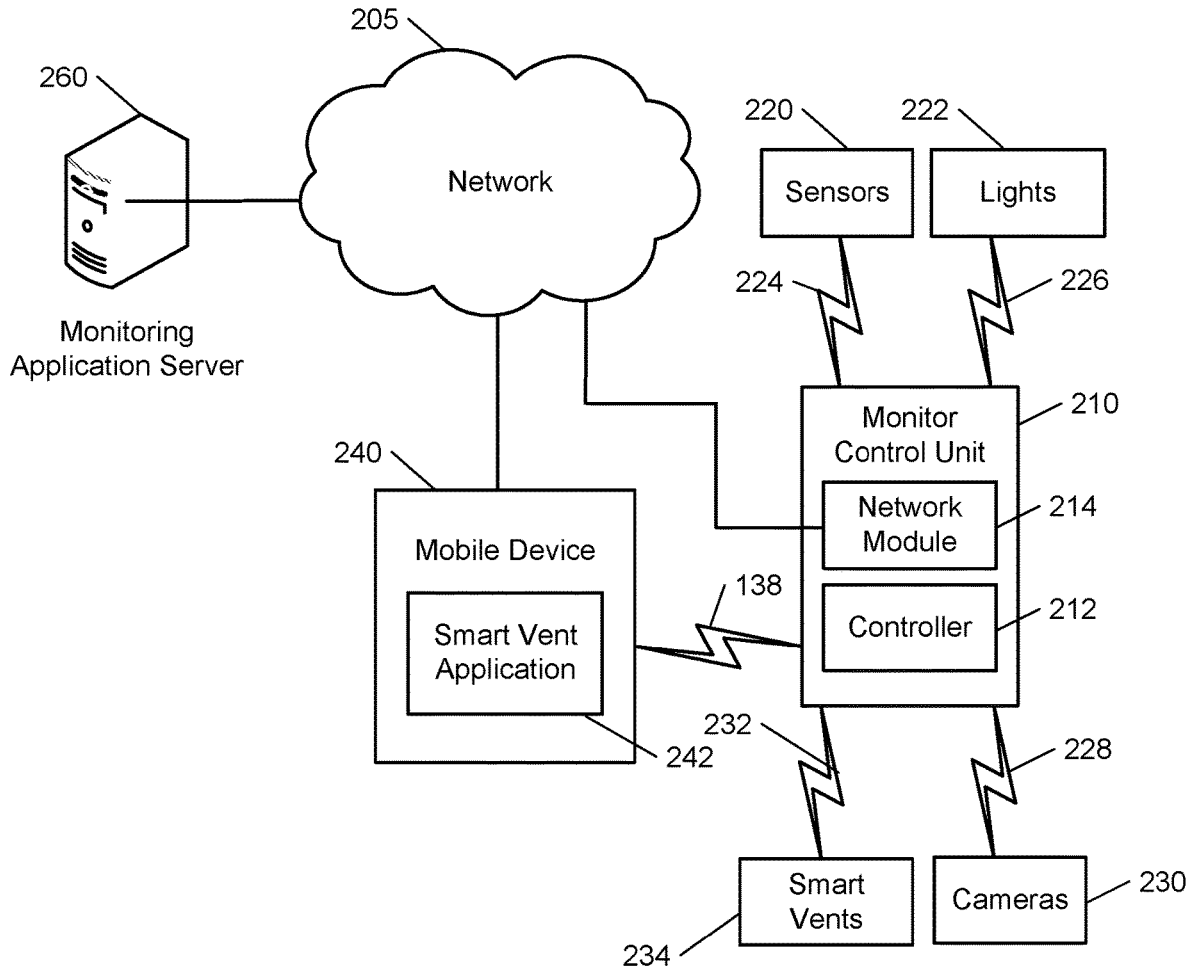 205
260
220
222
Network
Sensors
Lights
224
226
Monitoring
Application Server
Monitor
Control Unit
210
240
Network
Module
214
Mobile Device
138
Controller
212
Smart Vent
Application
242
232
228
Smart
Vents
Cameras
230
234